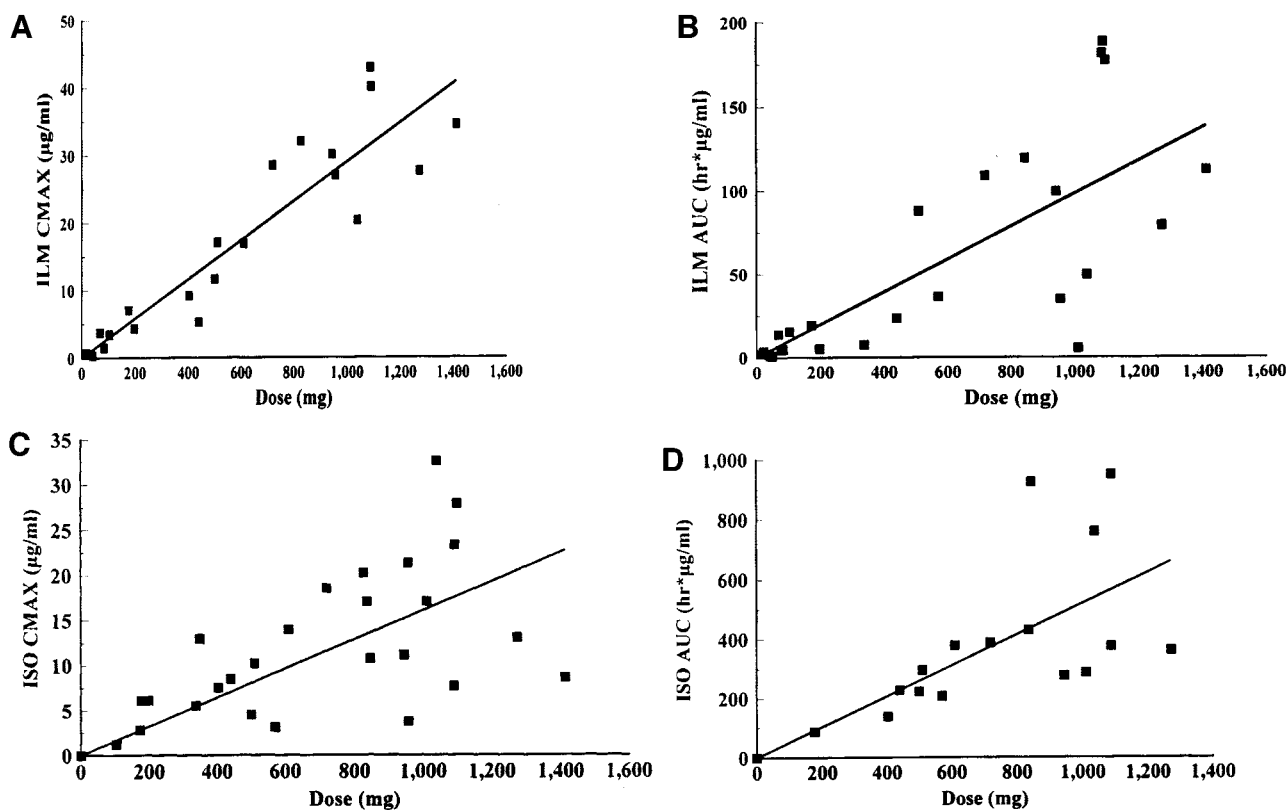 A
ILM CMAX (µg/ml)
50
40
30
20
10
0
0 200 400 600 800 1,000 1,200 1,400 1,600
Dose (mg)
B
ILM AUC (hr*µg/ml)
200
150
100
50
0
0 200 400 600 800 1,000 1,200 1,400 1,600
Dose (mg)
C
ISO CMAX (µg/ml)
35
30
25
20
15
10
5
0
0 200 400 600 800 1,000 1,200 1,400 1,600
Dose (mg)
D
ISO AUC (hr*µg/ml)
1,000
800
600
400
200
0
0 200 400 600 800 1,000 1,200 1,400
Dose (mg)